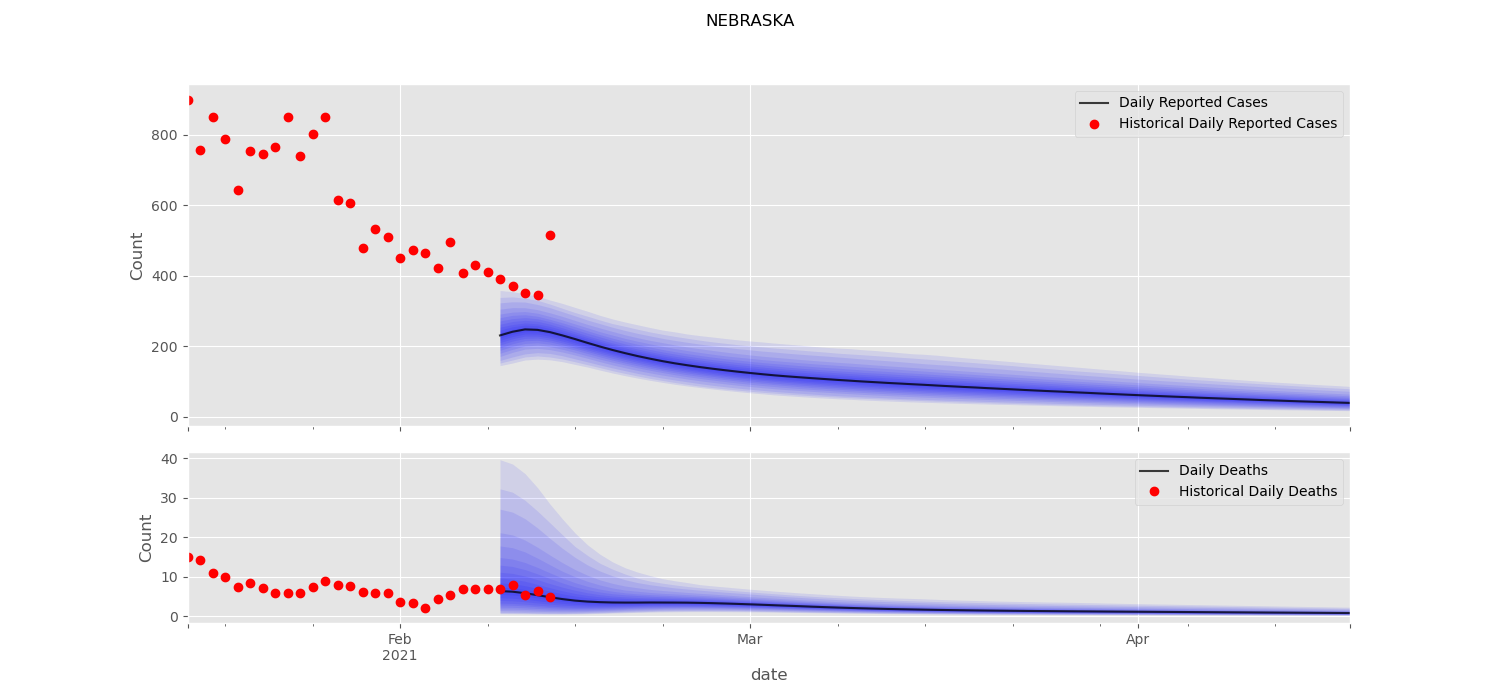 NEBRASKA
Daily Reported Cases
Historical Daily Reported Cases
800
600
400
200
0
Count
Daily Deaths
Historical Daily Deaths
40
30
20
10
0
Count
Feb
2021
Mar
Apr
date